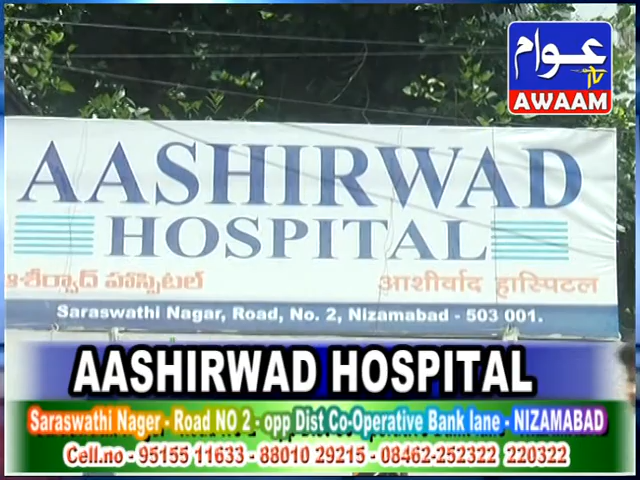 عوام
TV
AWAAM
AASHIRWAD
HOSPITAL
ఆశీర్వాద్ హాస్పిటల్ आशीर्वाद हास्पिटल
Saraswathi Nagar, Road, No. 2, Nizamabad - 503 001.
AASHIRWAD HOSPITAL
Saraswathi Nager - Road NO 2 - opp Dist Co-Operative Bank lane - NIZAMABAD
Cell.no - 95155 11633 - 88010 29215 - 08462-252322 220322